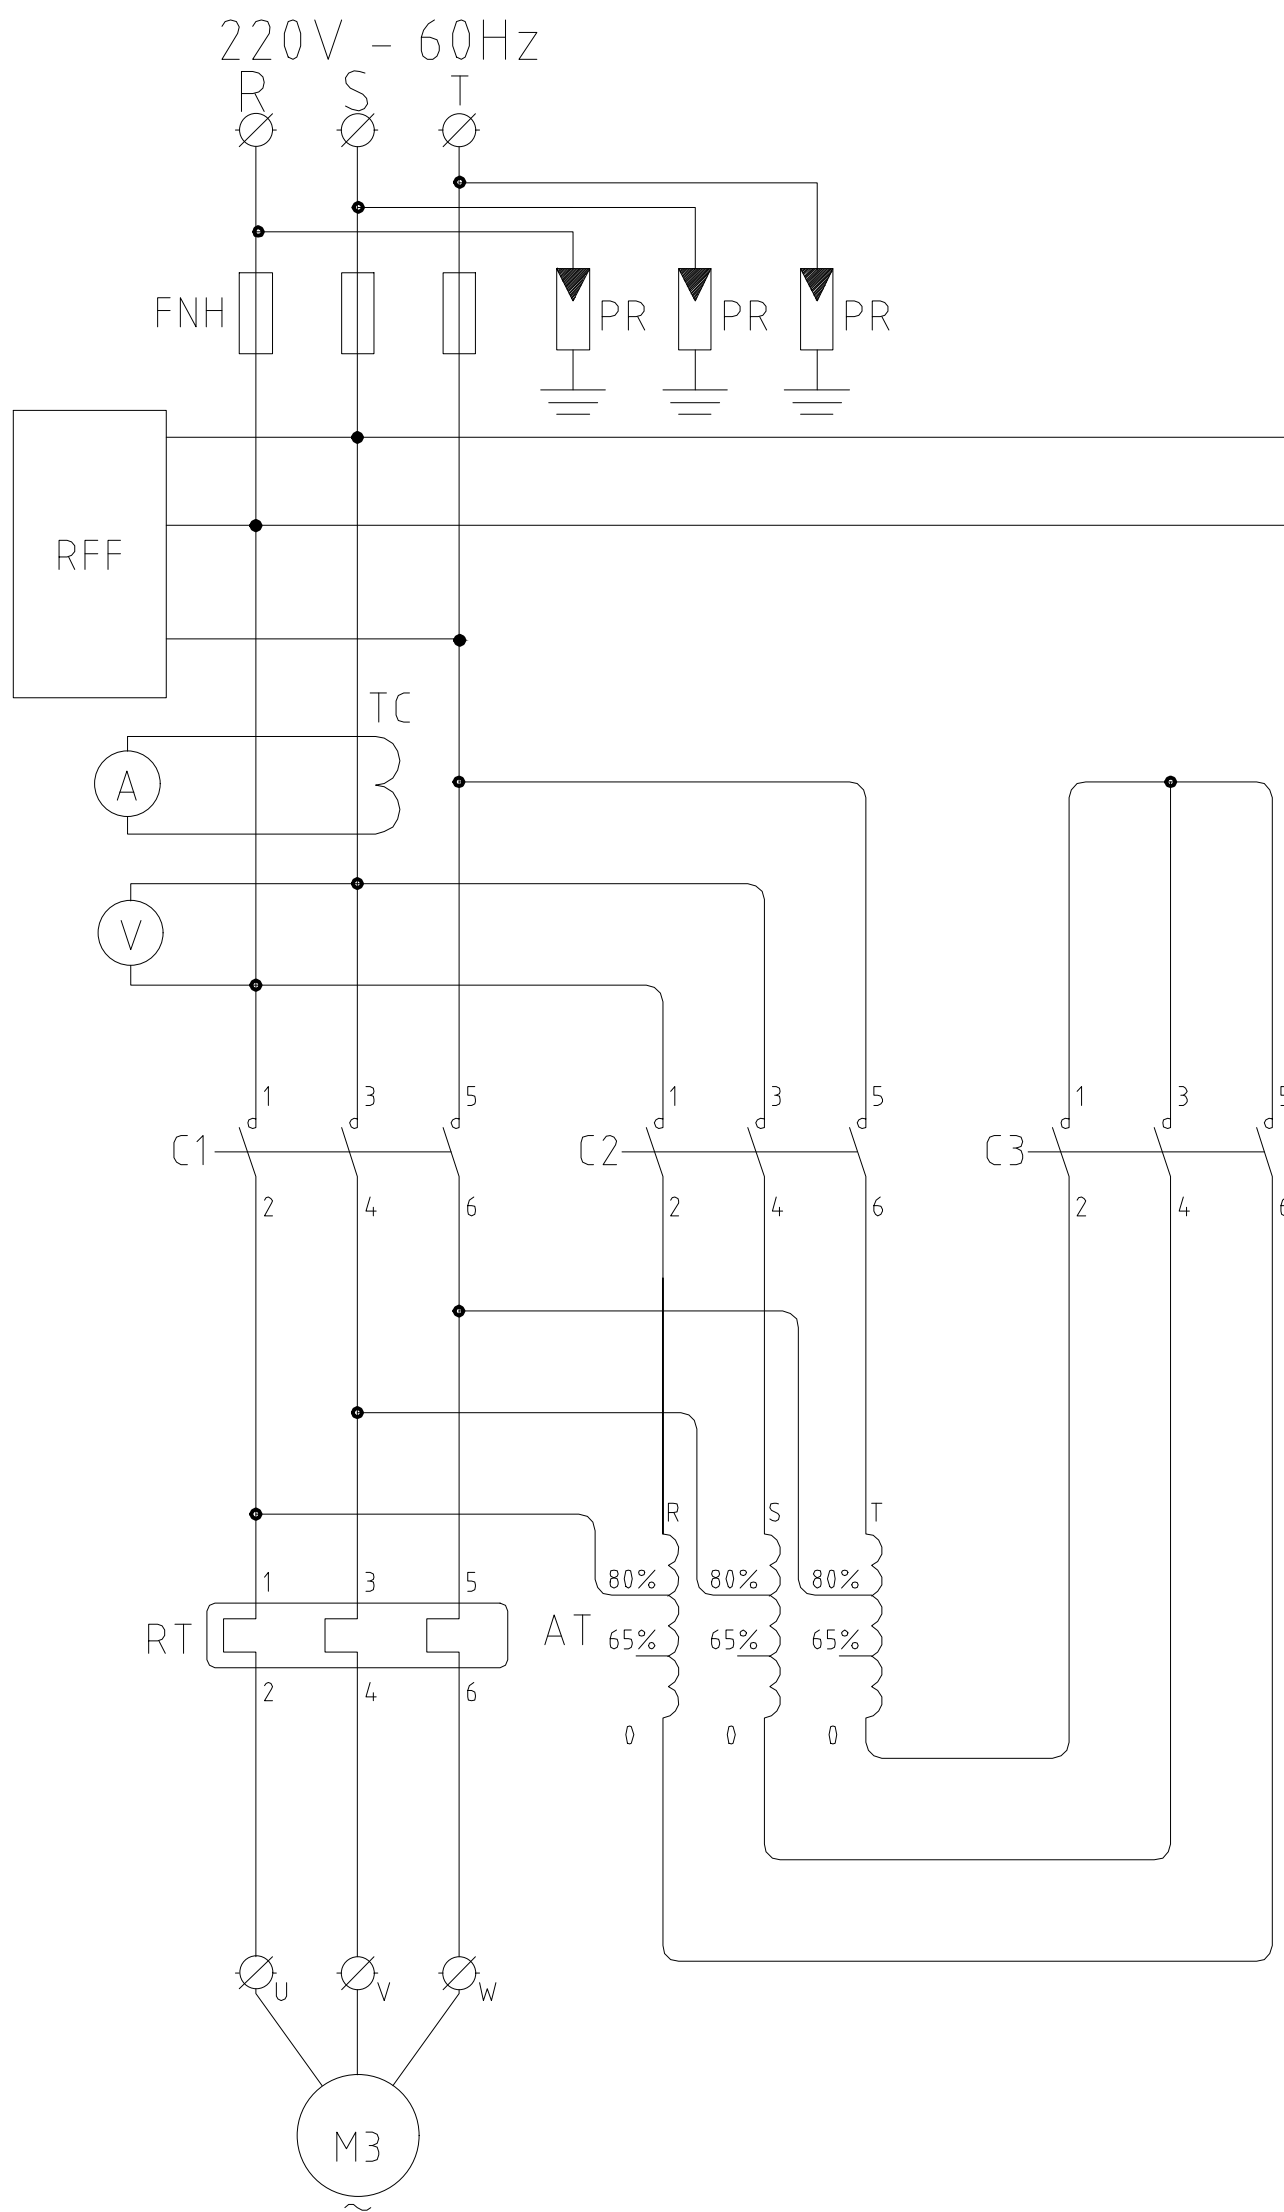 220V - 60Hz
R S T
FNH PR PR PR
RFF
TC
A
V
1 3 5 1 3 5 1 3 5
C1 C2 C3
2 4 6 2 4 6 2 4 6
R S T
1 3 5 80% 80% 80%
RT AT 65% 65% 65%
2 4 6
0 0 0
U V W
M3
~